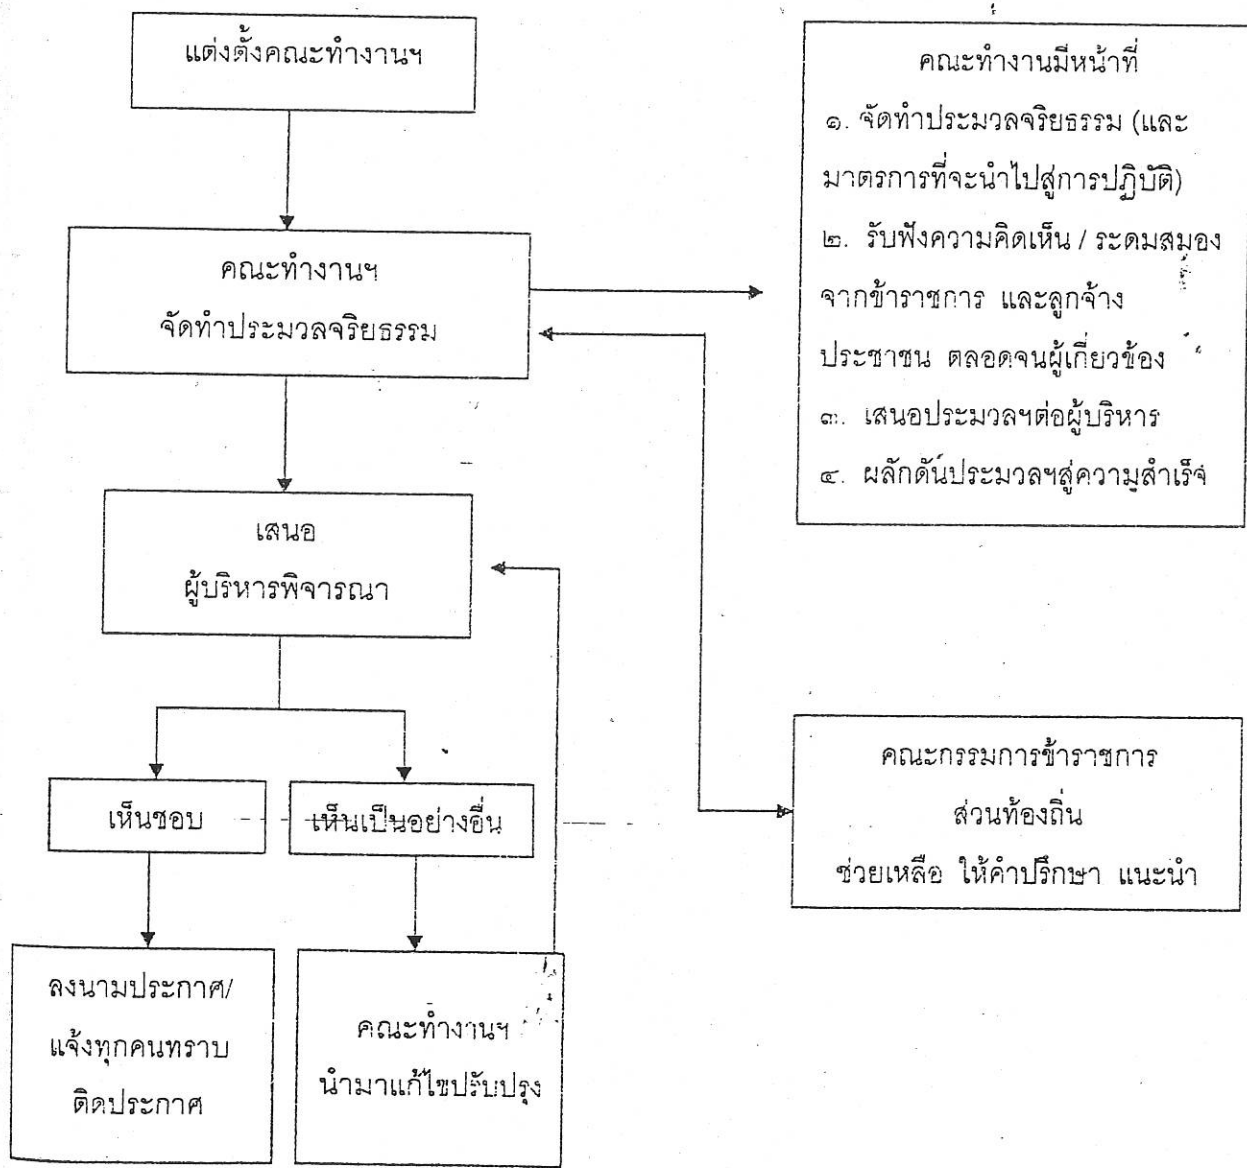 แต่งตั้งคณะทำงานฯ
คณะทำงานฯ
จัดทำประมวลจริยธรรม
เสนอ
ผู้บริหารพิจารณา
เห็นชอบ
เห็นเป็นอย่างอื่น
ลงนามประกาศ/
แจ้งทุกคนทราบ
ติดประกาศ
คณะทำงานฯ
นำมาแก้ไขปรับปรุง
คณะทำงานมีหน้าที่
๑. จัดทำประมวลจริยธรรม (และ
มาตรการที่จะนำไปสู่การปฏิบัติ)
๒. รับฟังความคิดเห็น / ระดมสมอง
จากข้าราชการ และลูกจ้าง
ประชาชน ตลอดจนผู้เกี่ยวข้อง
๓. เสนอประมวลฯต่อผู้บริหาร
๔. ผลักดันประมวลฯสู่ความสำเร็จ
คณะกรรมการข้าราชการ
ส่วนท้องถิ่น
ช่วยเหลือ ให้คำปรึกษา แนะนำ